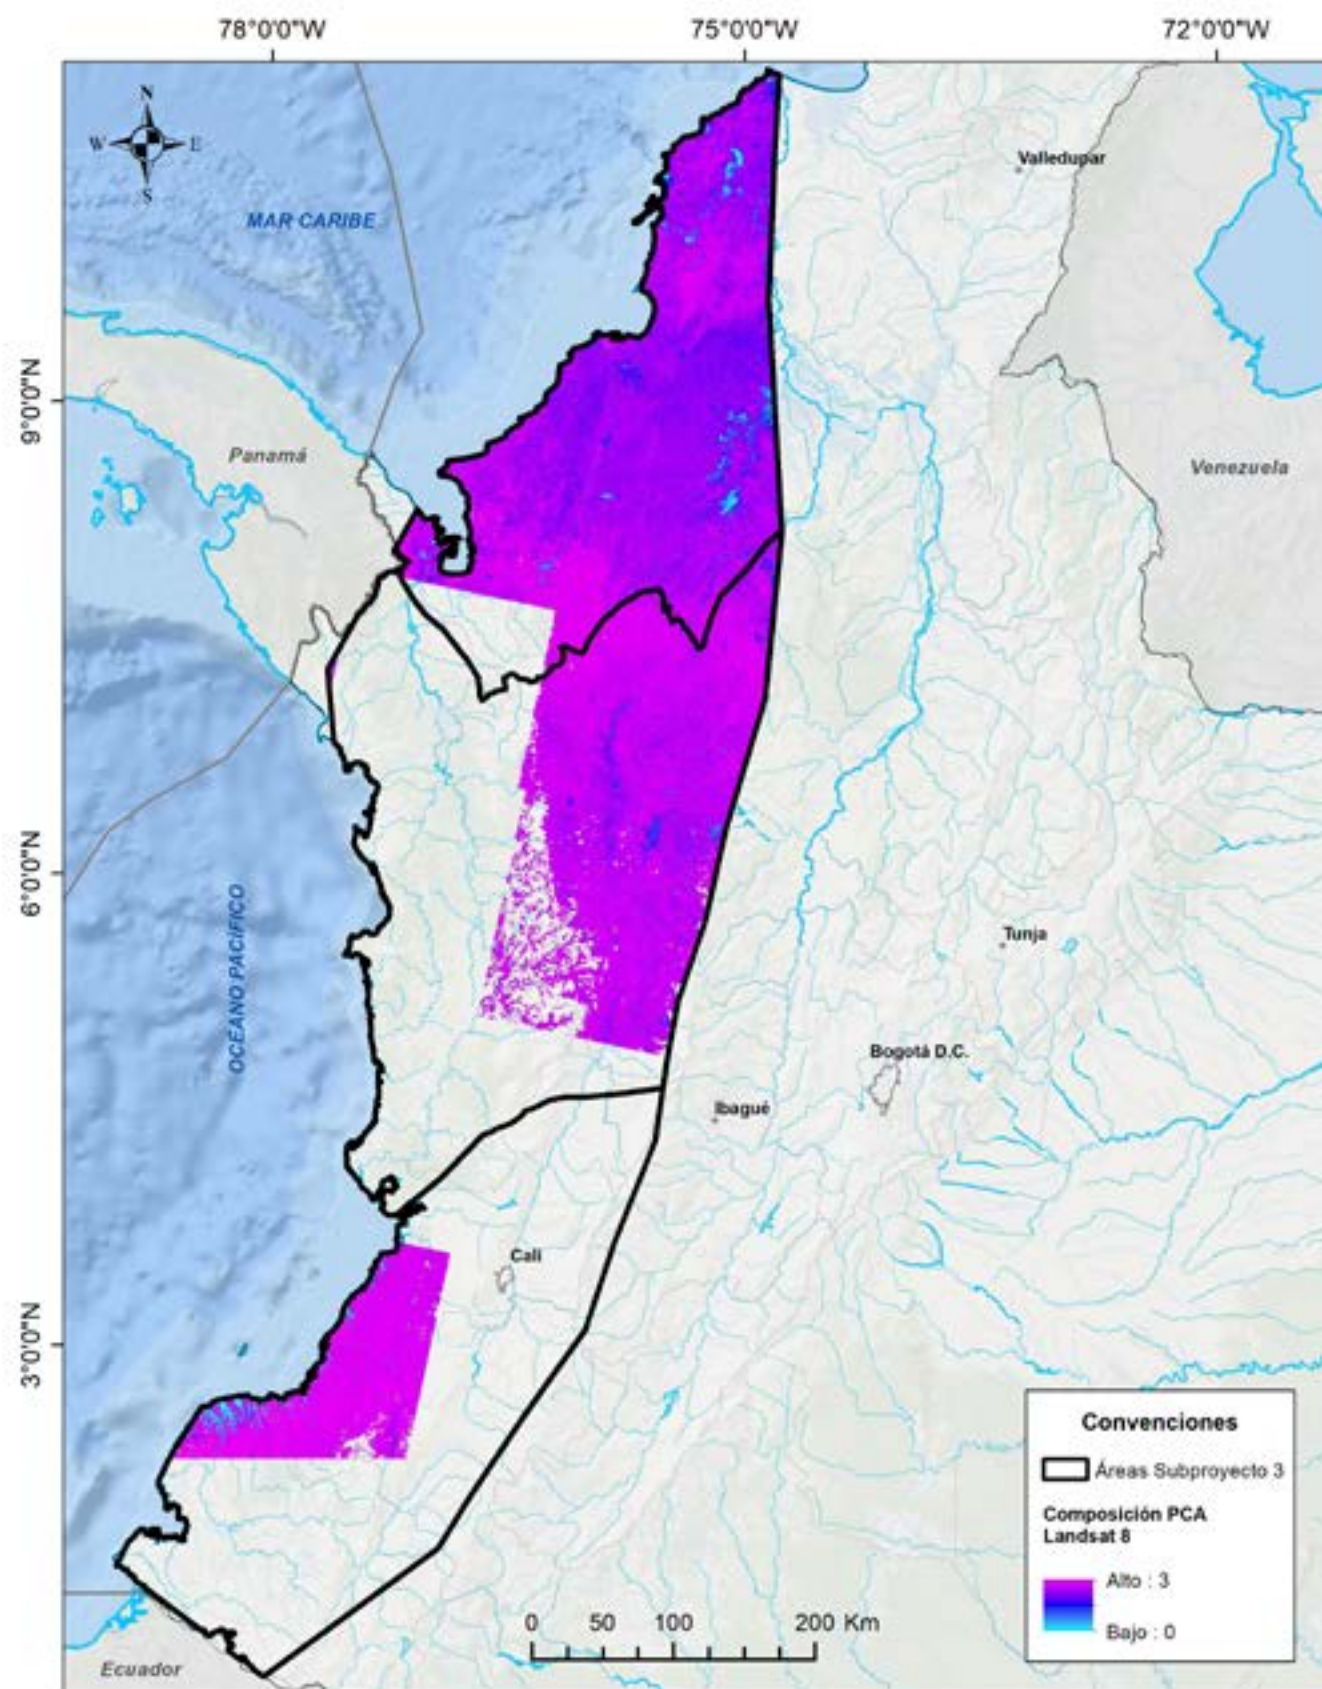 78°0'0"W 75°0'0"W 72°0'0"W
N
W E
S
Valledupar
MAR CARIBE
9°0'0"N
Panamá
Venezuela
6°0'0"N
OCEANO PACÍFICO
Tunja
Bogotá D.C.
Ibagué
Cali
3°0'0"N
Convenciones
Áreas Subproyecto 3
Composición PCA
Landsat 8
Alto : 3
Bajo : 0
0 50 100 200 Km
Ecuador